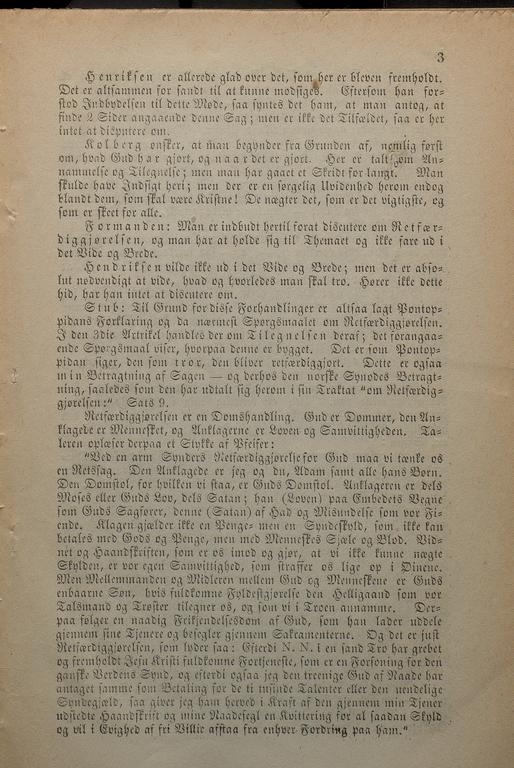 3
Henriksen er allerede glad over det, som her er bleven fremholdt.
Det er altsammen for sandt til at kunne modsiges. Eftersom han for-
stod Indbydelsen til dette Møde, saa syntes det ham, at man antog, at
finde 2 Sider angaaende denne Sag; men er ikke det Tilfældet, saa er her
intet at disputere om.
Kolberg ønsker, at man begynder fra Grunden af, nemlig først
om, hvad Gud har gjort, og naar det er gjort. Her er talt om An-
nammelse og Tilegnelse; men man har gaaet et Skridt for langt. Man
skulde have Indsigt heri; men der er en sørgelig Uvidenhed herom endog
blandt dem, som skal være Kristne! De nægter det, som er det vigtigste, og
som er skeet for alle.
Formanden: Man er indbudt hertil forat discutere om Retfær-
diggjørelsen, og man har at holde sig til Themaet og ikke fare ud i
det Vide og Brede.
Hendriksen vilde ikke ud i det Vide og Brede; men det er abso-
lut nødvendigt at vide, hvad og hvorledes man skal tro. Hører ikke dette
hid, har han intet at discutere om.
Stub: Til Grund for disse Forhandlinger er altsaa lagt Pontop-
pidans Forklaring og da nærmest Spørgsmaalet om Retfærdiggjørelsen.
I den 3die Artrikel handles der om Tilegnelsen deraf; det forangaa-
ende Spørgsmaal viser, hvorpaa denne er bygget. Det er som Pontop-
pidan siger, den som tror, den bliver retfærdiggjort. Dette er ogsaa
min Betragtning af Sagen — og derhos den norske Synodes Betragt-
ning, saaledes som den har udtalt sig herom i sin Traktat "om Retfærdig-
gjørelsen:" Sats 9.
Retfærdiggjørelsen er en Domshandling. Gud er Dommer, den An-
klagede er Mennesket, og Anklagerne er Loven og Samvittigheden. Ta-
leren oplæser derpaa et Stykke af Pfeifer:
"Ved en arm Synders Retfærdiggjørelse for Gud maa vi tænke os
en Retssag. Den Anklagede er jeg og du, Adam samt alle hans Børn.
Den Domstol, for hvilken vi staa, er Guds Domstol. Anklageren er dels
Moses eller Guds Lov, dels Satan; han (Loven) paa Embedets Vegne
som Guds Sagfører, denne (Satan) af Had og Misundelse som vor Fi-
ende. Klagen gjælder ikke en Penge- men en Syndeskyld, som ikke kan
betales med Gods og Penge, men med Menneskes Sjæle og Blod. Vid-
net og Haandskriften, som er os imod og gjør, at vi ikke kunne nægte
Skylden, er vor egen Samvittighed, som straffer os lige op i Øinene.
Men Mellemmanden og Midleren mellem Gud og Menneskene er Guds
enbaarne Søn, hvis fuldkomne Fyldestgjørelse den Helligaand som vor
Talsmand og Trøster tilegner os, og som vi i Troen annamme. Der-
paa følger en naadig Frikjendelsesdom af Gud, som han lader uddele
gjennem sine Tjenere og besegler gjennem Sakramenterne. Og det er just
Retfærdiggjørelsen, som lyder saa: Efterdi N. N. i en sand Tro har grebet
og fremholdt Jesu Kristi fuldkomne Fortjeneste, som er en Forsoning for den
ganske Verdens Synd, og efterdi ogsaa jeg den treenige Gud af Naade har
antaget samme som Betaling for de ti tusinde Talenter eller den uendelige
Syndegjæld, saa giver jeg ham herved i Kraft af den gjennem min Tjener
udstedte Haandskrift og mine Naadesegl en Kvittering for al saadan Skyld
og vil i Evighed af fri Villie afstaa fra enhver Fordring paa ham."